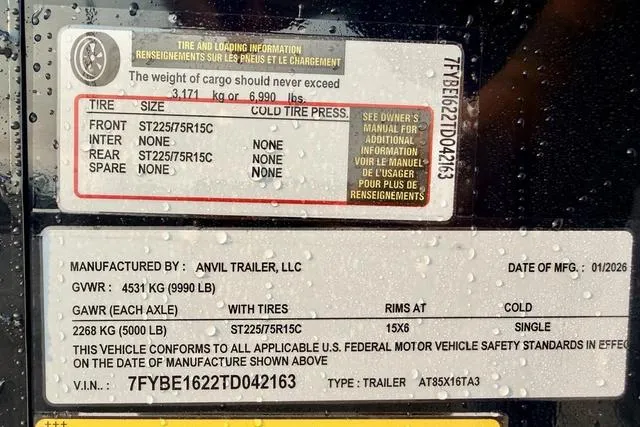 TIRE AND LOADING INFORMATION
RENSEIGNEMENTS SUR LES PNEUS ET LE CHARGEMENT
The weight of cargo should never exceed
3,171 kg or 6,990 lbs.
TIRE SIZE COLD TIRE PRESS.
FRONT ST225/75R15C
INTER NONE NONE
REAR ST225/75R15C NONE
SPARE NONE NONE
SEE OWNER'S
MANUAL FOR
ADDITIONAL
INFORMATION
VOIR LE MANUEL
DE L'USAGER
POUR PLUS DE
RENSEIGNEMENTS
7FYBE1622TD042163
MANUFACTURED BY : ANVIL TRAILER, LLC DATE OF MFG. : 01/2026
GVWR : 4531 KG (9990 LB)
GAWR (EACH AXLE) WITH TIRES RIMS AT COLD
2268 KG (5000 LB) ST225/75R15C 15X6 SINGLE
THIS VEHICLE CONFORMS TO ALL APPLICABLE U.S. FEDERAL MOTOR VEHICLE SAFETY STANDARDS IN EFFEC
ON THE DATE OF MANUFACTURE SHOWN ABOVE
V.I.N.: 7FYBE1622TD042163 TYPE : TRAILER AT85X16TA3
+++